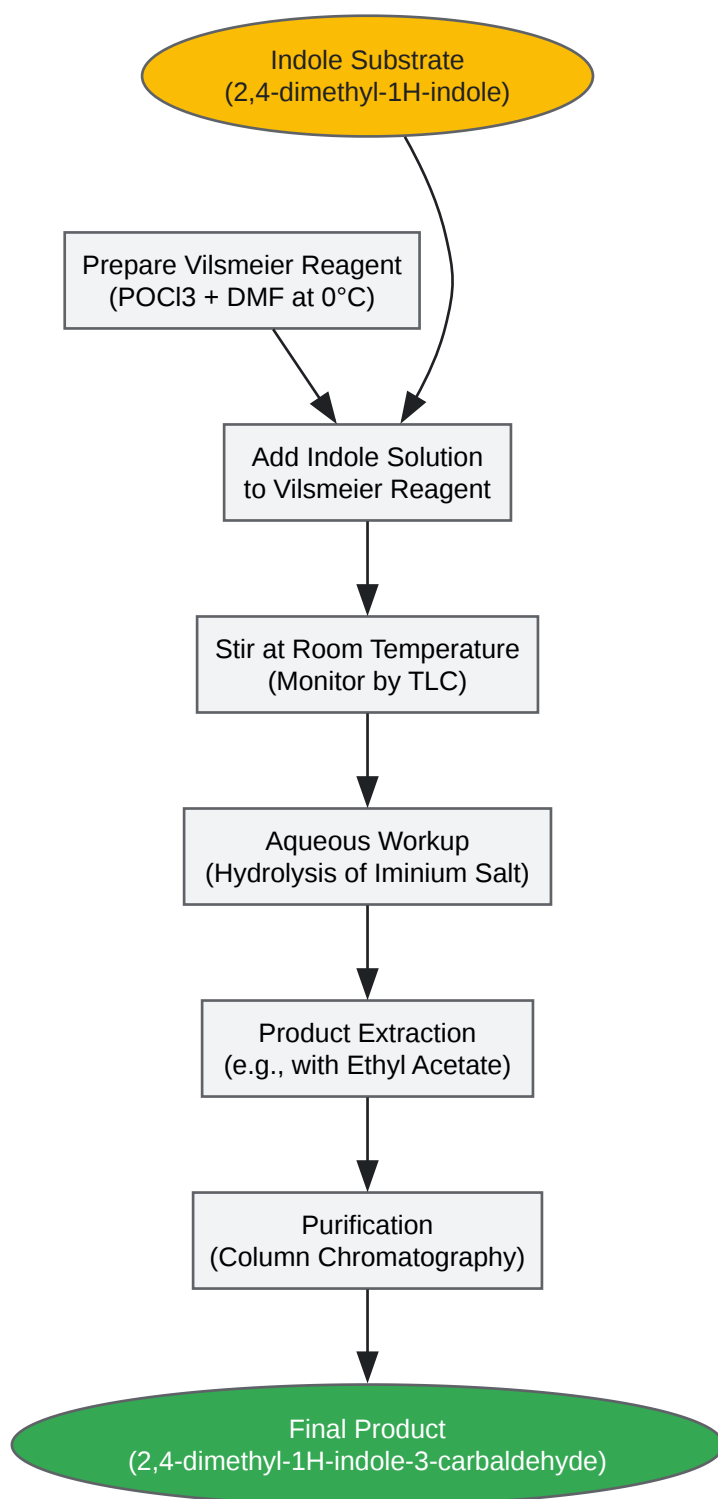 Indole Substrate
(2,4-dimethyl-1H-indole)
Prepare Vilsmeier Reagent
(POCl3 + DMF at 0°C)
Add Indole Solution
to Vilsmeier Reagent
Stir at Room Temperature
(Monitor by TLC)
Aqueous Workup
(Hydrolysis of Iminium Salt)
Product Extraction
(e.g., with Ethyl Acetate)
Purification
(Column Chromatography)
Final Product
(2,4-dimethyl-1H-indole-3-carbaldehyde)